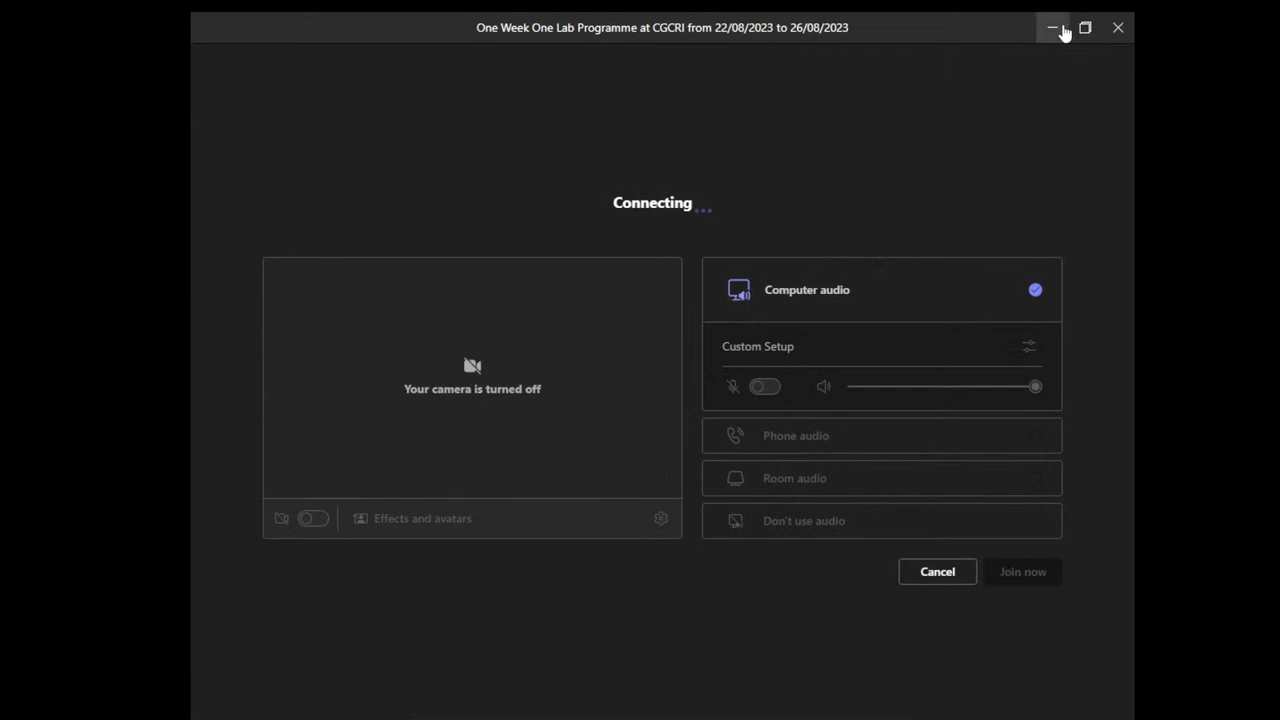 One Week One Lab Programme at CGCRI from 22/08/2023 to 26/08/2023
Connecting...
Your camera is turned off
Effects and avatars
Computer audio
Custom Setup
Phone audio
Room audio
Don't use audio
Cancel
Join now